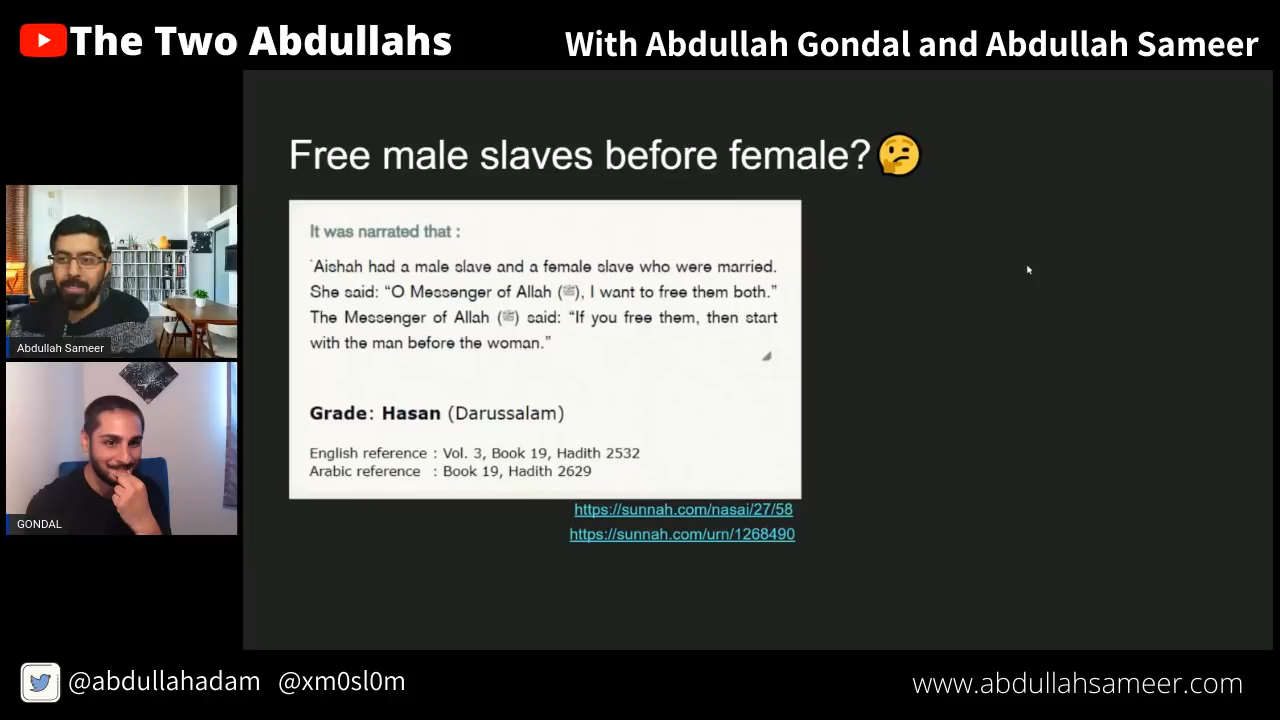 The Two Abdullahs
With Abdullah Gondal and Abdullah Sameer
Free male slaves before female?🤔
It was narrated that :
`Aishah had a male slave and a female slave who were married.
She said: “O Messenger of Allah (ﷺ), I want to free them both.”
The Messenger of Allah (ﷺ) said: “If you free them, then start
with the man before the woman.”
Grade: Hasan (Darussalam)
English reference : Vol. 3, Book 19, Hadith 2532
Arabic reference : Book 19, Hadith 2629
https://sunnah.com/nasai/27/58
https://sunnah.com/urn/1268490
Abdullah Sameer
GONDAL
@abdullahadam @xm0sl0m
www.abdullahsameer.com